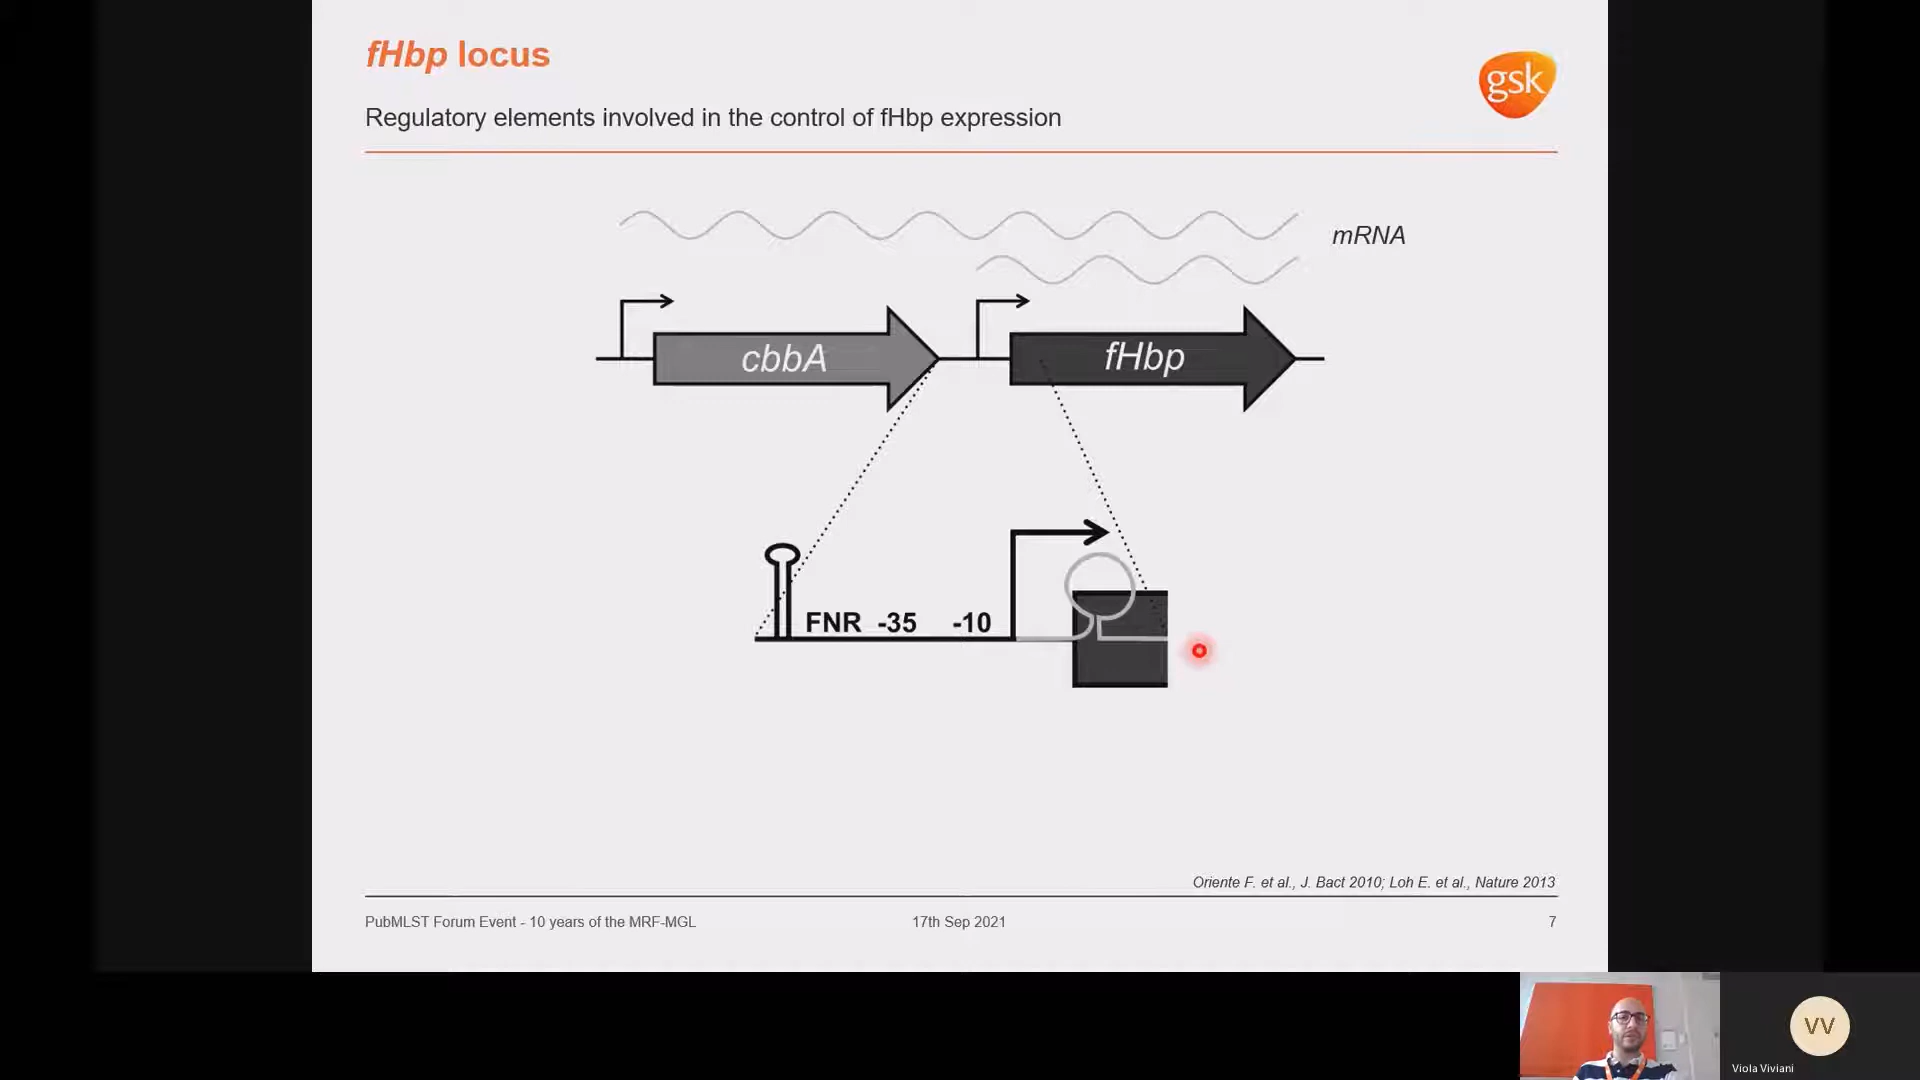 fHbp locus
gsk
Regulatory elements involved in the control of fHbp expression
mRNA
cbbA
fHbp
FNR -35 -10
Oriente F. et al., J. Bact 2010; Loh E. et al., Nature 2013
PubMLST Forum Event - 10 years of the MRF-MGL
17th Sep 2021
7
VV
Viola Viviani